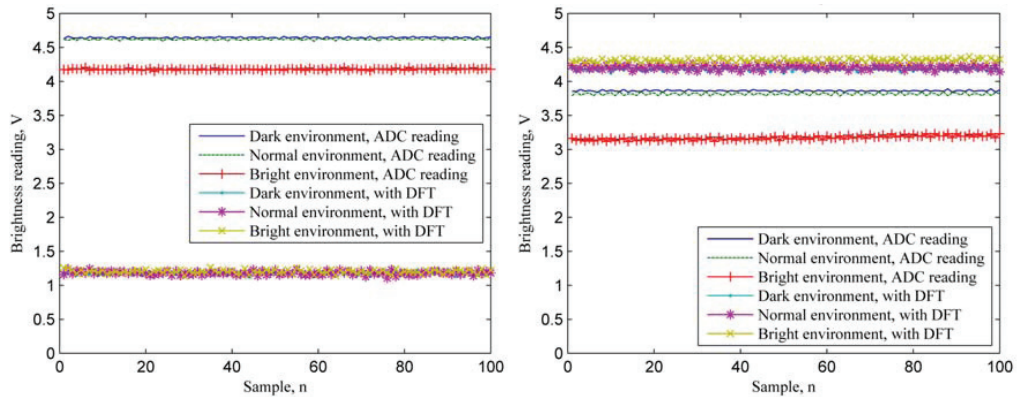 Brightness reading, V
5
4.5
4
3.5
3
2.5
2
1.5
1
0.5
0
Dark environment, ADC reading
Normal environment, ADC reading
Bright environment, ADC reading
Dark environment, with DFT
Normal environment, with DFT
Bright environment, with DFT
0 20 40 60 80 100
Sample, n
Brightness reading, V
5
4.5
4
3.5
3
2.5
2
1.5
1
0.5
0
Dark environment, ADC reading
Normal environment, ADC reading
Bright environment, ADC reading
Dark environment, with DFT
Normal environment, with DFT
Bright environment, with DFT
0 20 40 60 80 100
Sample, n